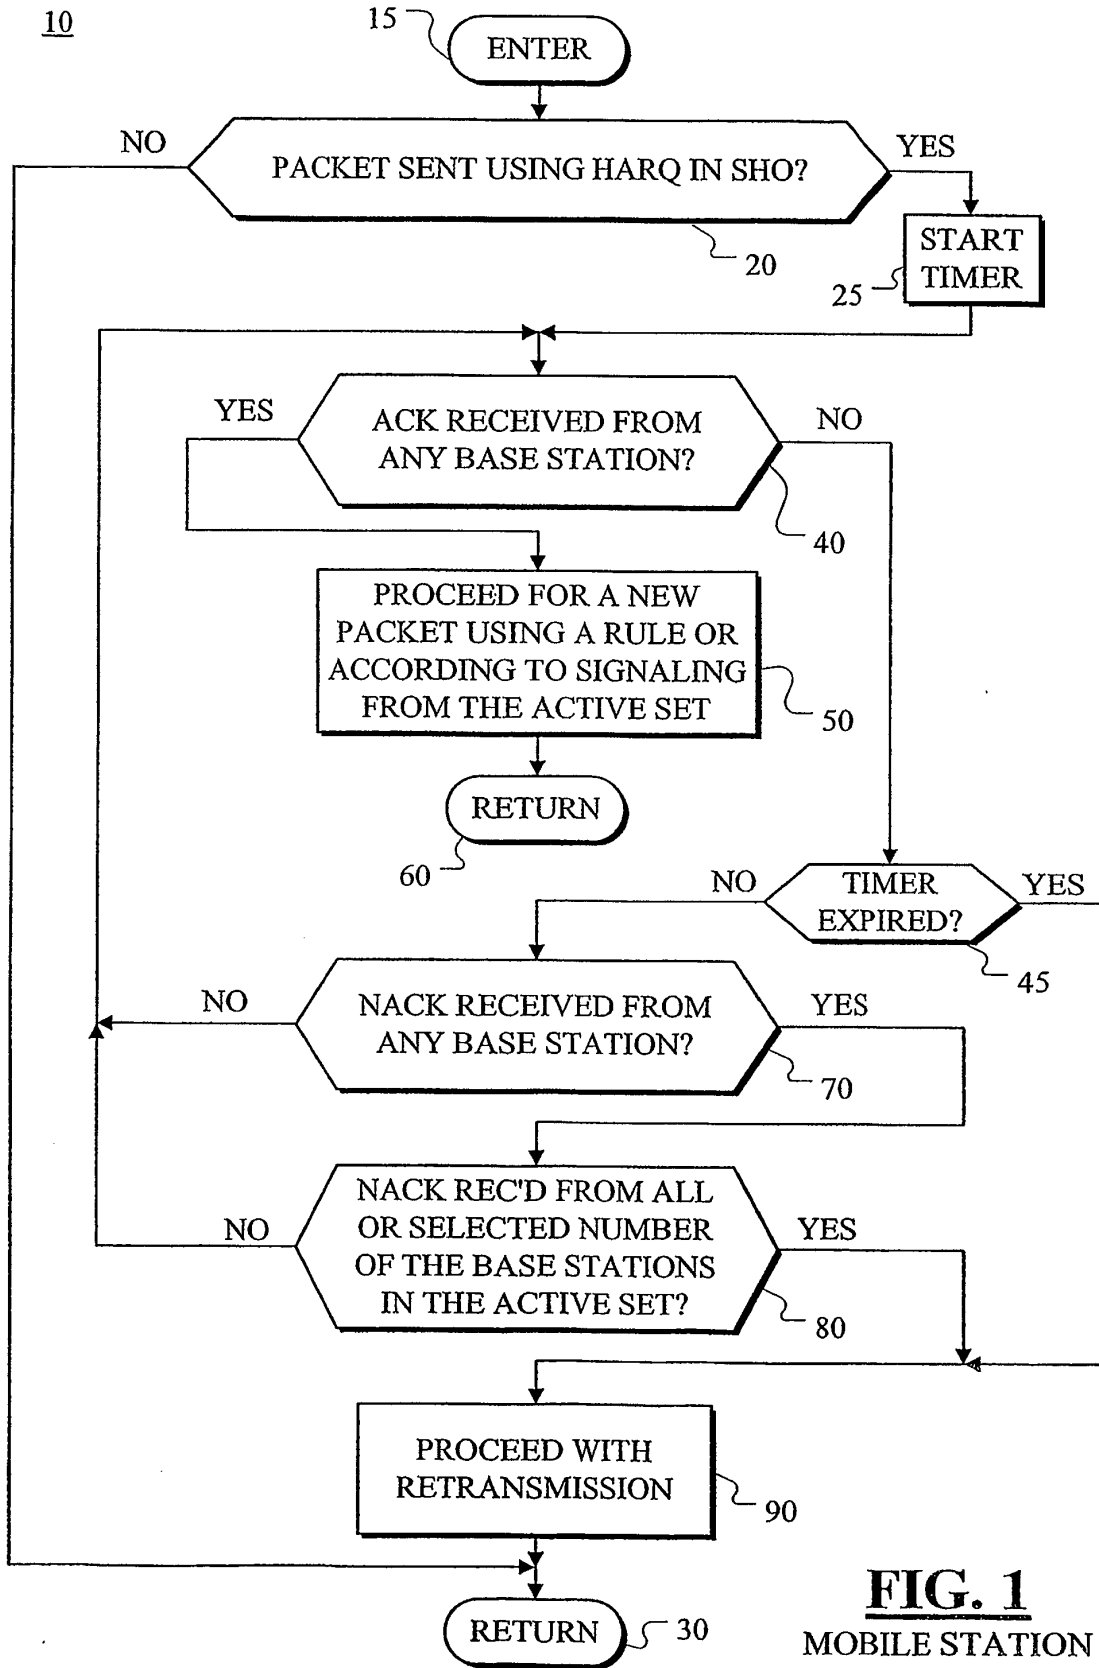 10
15
ENTER
NO
PACKET SENT USING HARQ IN SHO?
YES
20
START
TIMER
25
YES
ACK RECEIVED FROM
ANY BASE STATION?
NO
40
PROCEED FOR A NEW
PACKET USING A RULE OR
ACCORDING TO SIGNALING
FROM THE ACTIVE SET
50
RETURN
60
NO
TIMER
EXPIRED?
YES
45
NO
NACK RECEIVED FROM
ANY BASE STATION?
YES
70
NO
NACK REC'D FROM ALL
OR SELECTED NUMBER
OF THE BASE STATIONS
IN THE ACTIVE SET?
YES
80
PROCEED WITH
RETRANSMISSION
90
RETURN
30
FIG. 1
MOBILE STATION